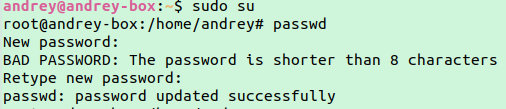 andrey@andrey-box:~$ sudo su
root@andrey-box:/home/andrey# passwd
New password:
BAD PASSWORD: The password is shorter than 8 characters
Retype new password:
passwd: password updated successfully